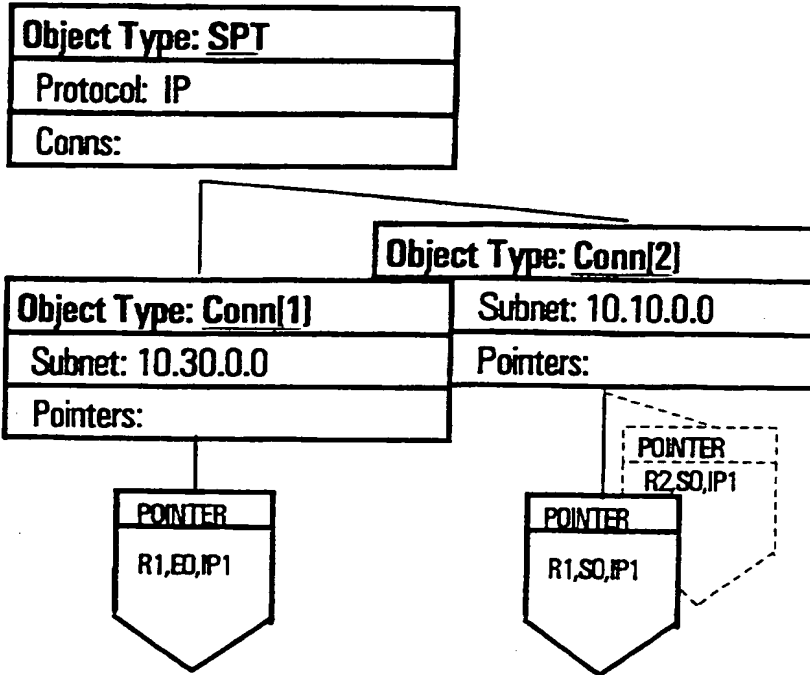 Object Type: SPT
Protocol: IP
Conns:
Object Type: Conn[2]
Subnet: 10.10.0.0
Pointers:
Object Type: Conn[1]
Subnet: 10.30.0.0
Pointers:
POINTER
R2,S0,IP1
POINTER
R1,E0,IP1
POINTER
R1,S0,IP1